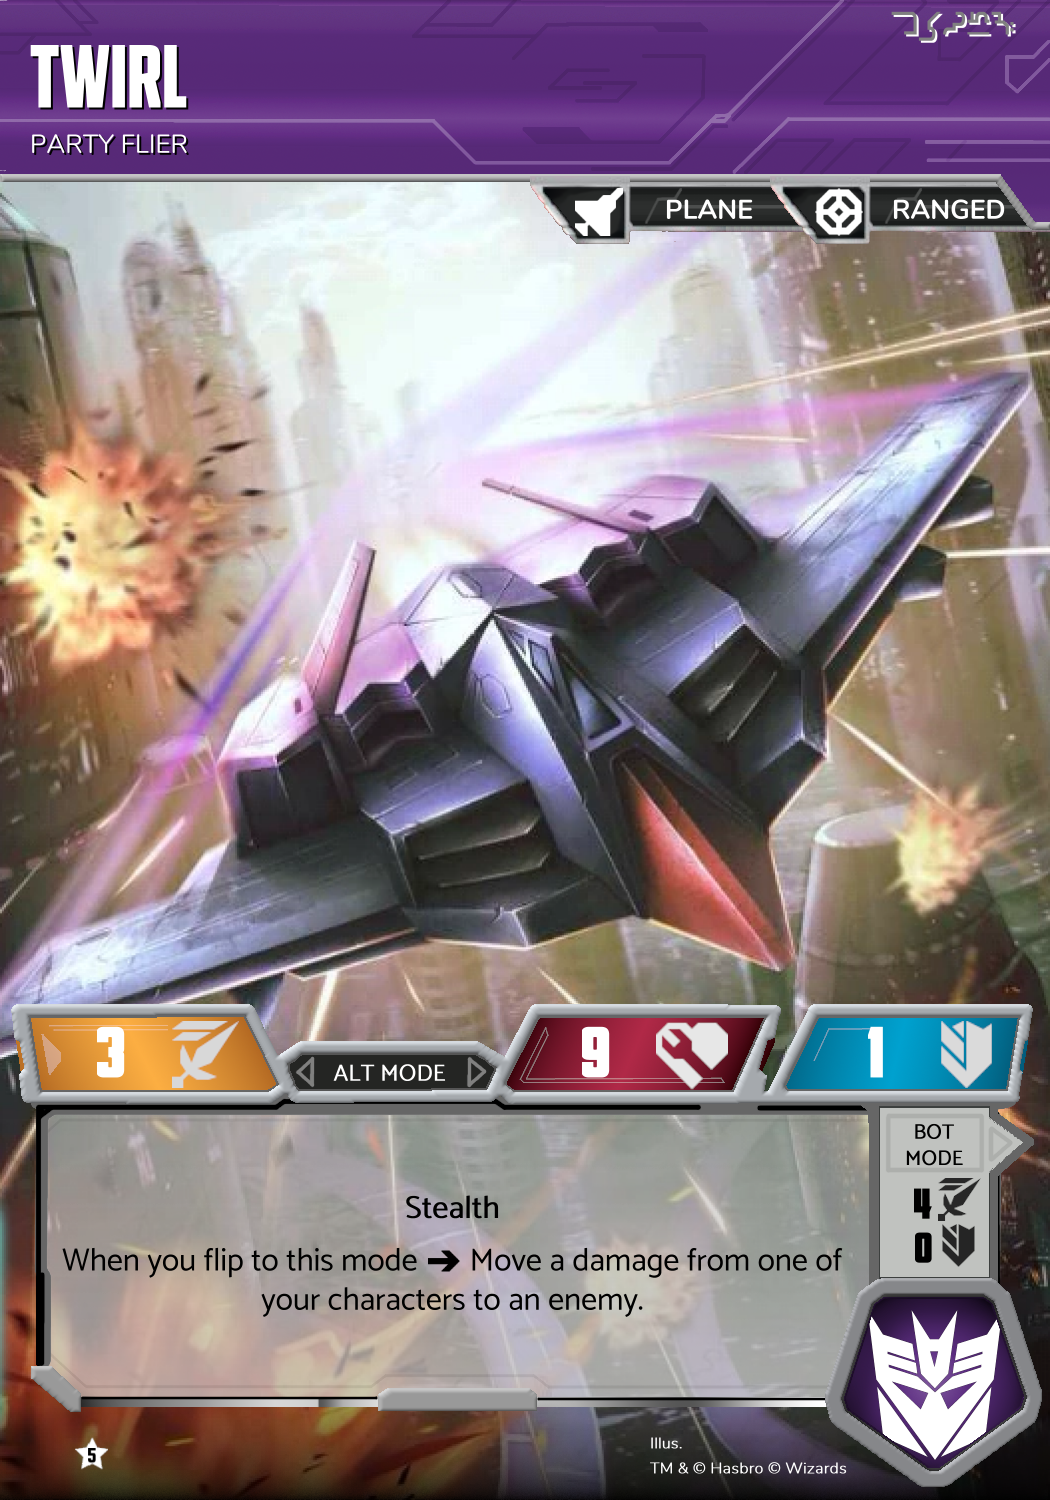 TWIRL
PARTY FLIER
PLANE
RANGED
3
ALT MODE
9
1
BOT
MODE
4
0
Stealth
When you flip to this mode ➔ Move a damage from one of
your characters to an enemy.
5
Illus.
TM & © Hasbro © Wizards